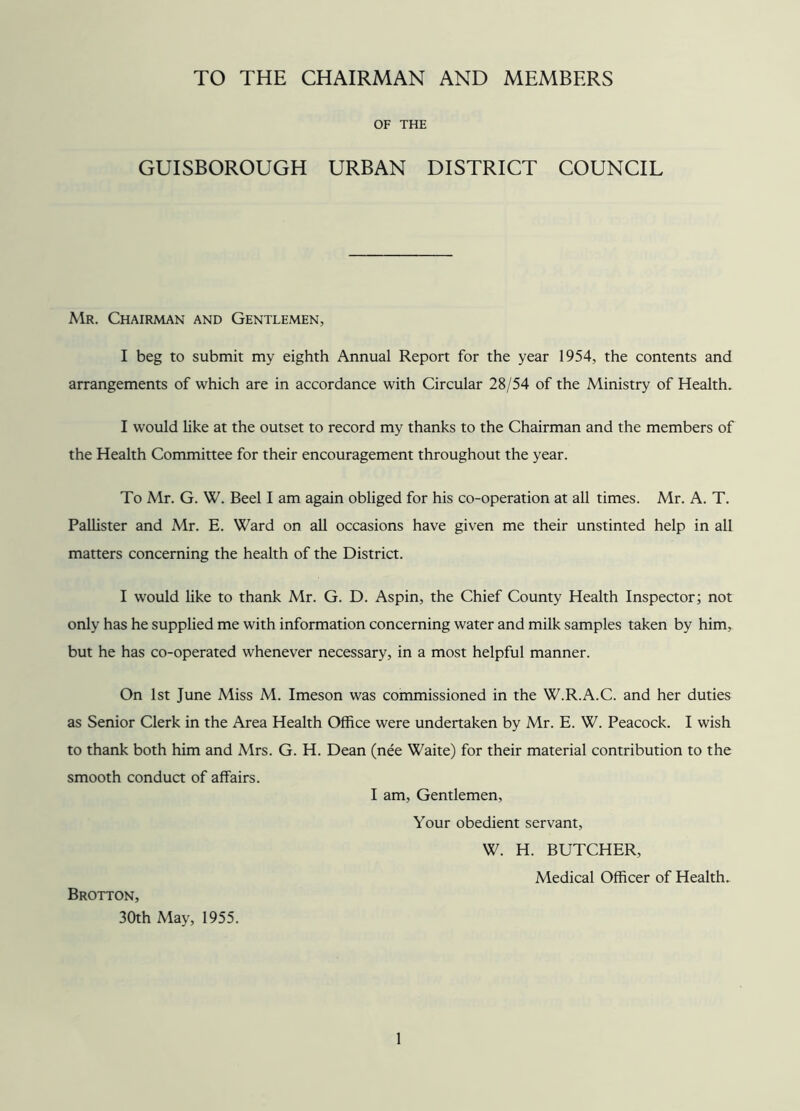 TO THE CHAIRMAN AND MEMBERS
OF THE
GUISBOROUGH URBAN DISTRICT COUNCIL
Mr. Chairman and Gentlemen,
I beg to submit my eighth Annual Report for the year 1954, the contents and
arrangements of which are in accordance with Circular 28/54 of the Ministry of Health.
I would like at the outset to record my thanks to the Chairman and the members of
the Health Committee for their encouragement throughout the year.
To Mr. G. W. Beel I am again obliged for his co-operation at all times. Mr. A. T.
Pallister and Mr. E. Ward on all occasions have given me their unstinted help in all
matters concerning the health of the District.
I would like to thank Mr. G. D. Aspin, the Chief County Health Inspector; not
only has he supplied me with information concerning water and milk samples taken by him,
but he has co-operated whenever necessary, in a most helpful manner.
On 1st June Miss M. Imeson was commissioned in the W.R.A.C. and her duties
as Senior Clerk in the Area Health Office were undertaken by Mr. E. W. Peacock. I wish
to thank both him and Mrs. G. H. Dean (née Waite) for their material contribution to the
smooth conduct of affairs.
I am, Gentlemen,
Your obedient servant,
W. H. BUTCHER,
Medical Officer of Health.
Brotton,
30th May, 1955.
1